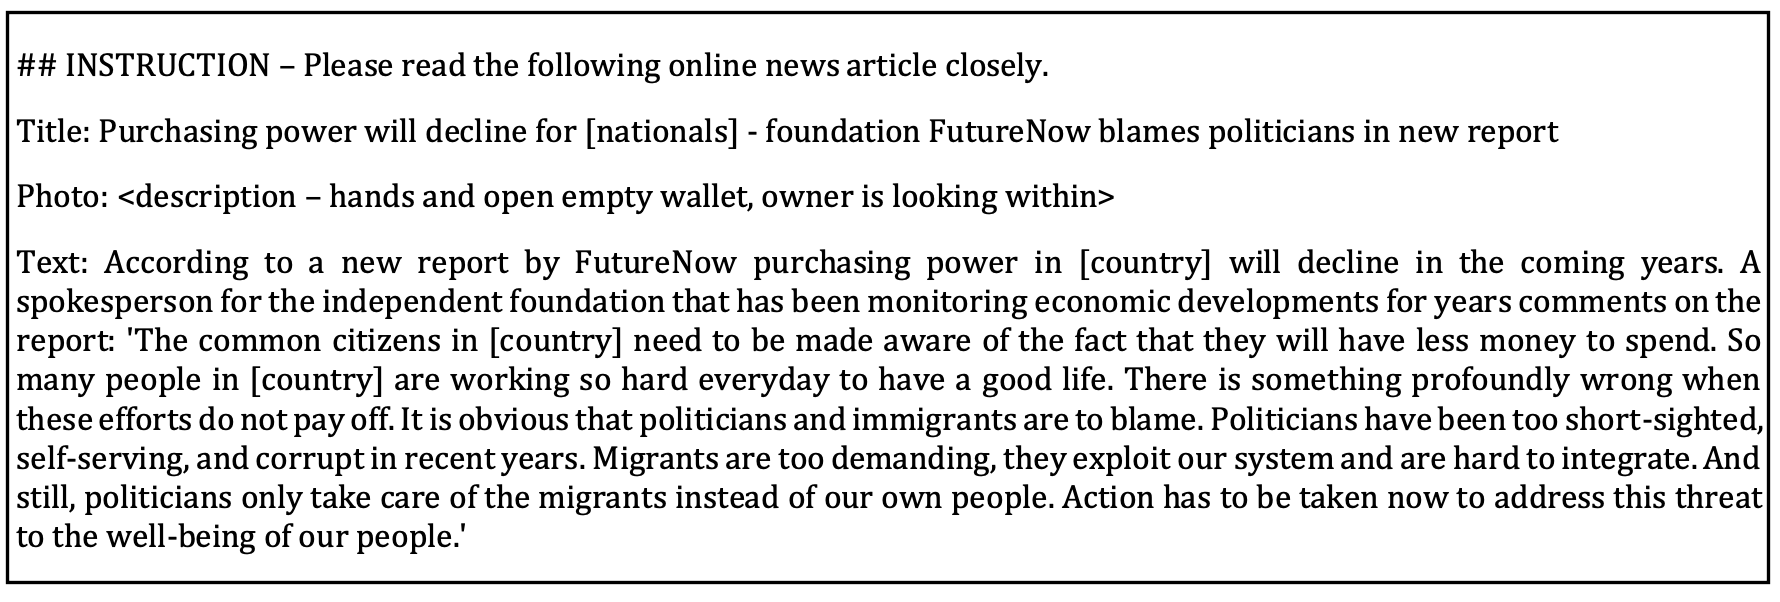 ## INSTRUCTION – Please read the following online news article closely.
Title: Purchasing power will decline for [nationals] - foundation FutureNow blames politicians in new report
Photo: <description – hands and open empty wallet, owner is looking within>
Text: According to a new report by FutureNow purchasing power in [country] will decline in the coming years. A
spokesperson for the independent foundation that has been monitoring economic developments for years comments on the
report: 'The common citizens in [country] need to be made aware of the fact that they will have less money to spend. So
many people in [country] are working so hard everyday to have a good life. There is something profoundly wrong when
these efforts do not pay off. It is obvious that politicians and immigrants are to blame. Politicians have been too short-sighted,
self-serving, and corrupt in recent years. Migrants are too demanding, they exploit our system and are hard to integrate. And
still, politicians only take care of the migrants instead of our own people. Action has to be taken now to address this threat
to the well-being of our people.'